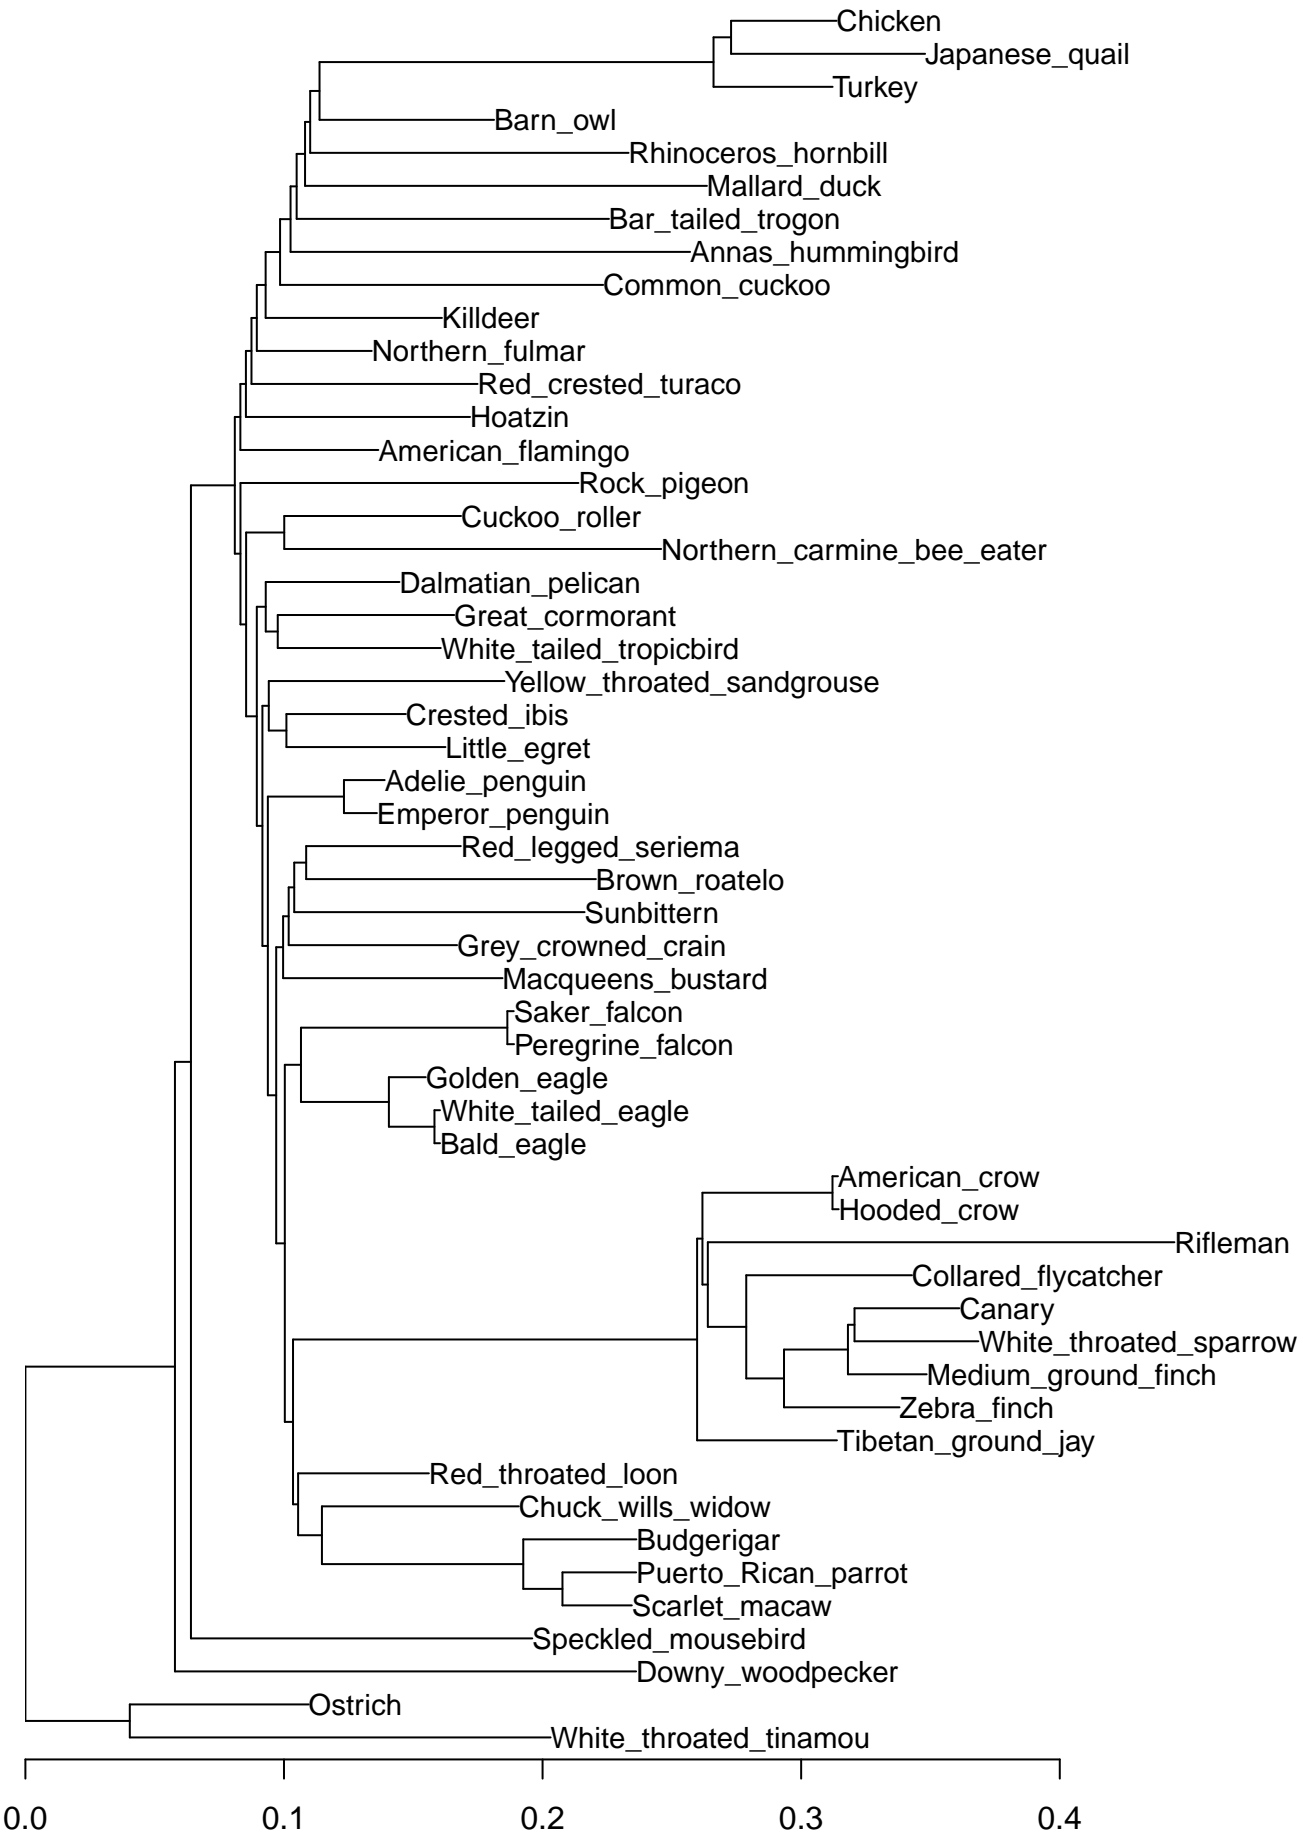 Chicken
Japanese_quail
Turkey
Barn_owl
Rhinoceros_hornbill
Mallard_duck
Bar_tailed_trogon
Annas_hummingbird
Common_cuckoo
Killdeer
Northern_fulmar
Red_crested_turaco
Hoatzin
American_flamingo
Rock_pigeon
Cuckoo_roller
Northern_carmine_bee_eater
Dalmatian_pelican
Great_cormorant
White_tailed_tropicbird
Yellow_throated_sandgrouse
Crested_ibis
Little_egret
Adelie_penguin
Emperor_penguin
Red_legged_seriema
Brown_roatelo
Sunbittern
Grey_crowned_crain
Macqueens_bustard
Saker_falcon
Peregrine_falcon
Golden_eagle
White_tailed_eagle
Bald_eagle
American_crow
Hooded_crow
Rifleman
Collared_flycatcher
Canary
White_throated_sparrow
Medium_ground_finch
Zebra_finch
Tibetan_ground_jay
Red_throated_loon
Chuck_wills_widow
Budgerigar
Puerto_Rican_parrot
Scarlet_macaw
Speckled_mousebird
Downy_woodpecker
Ostrich
White_throated_tinamou
0.0 0.1 0.2 0.3 0.4